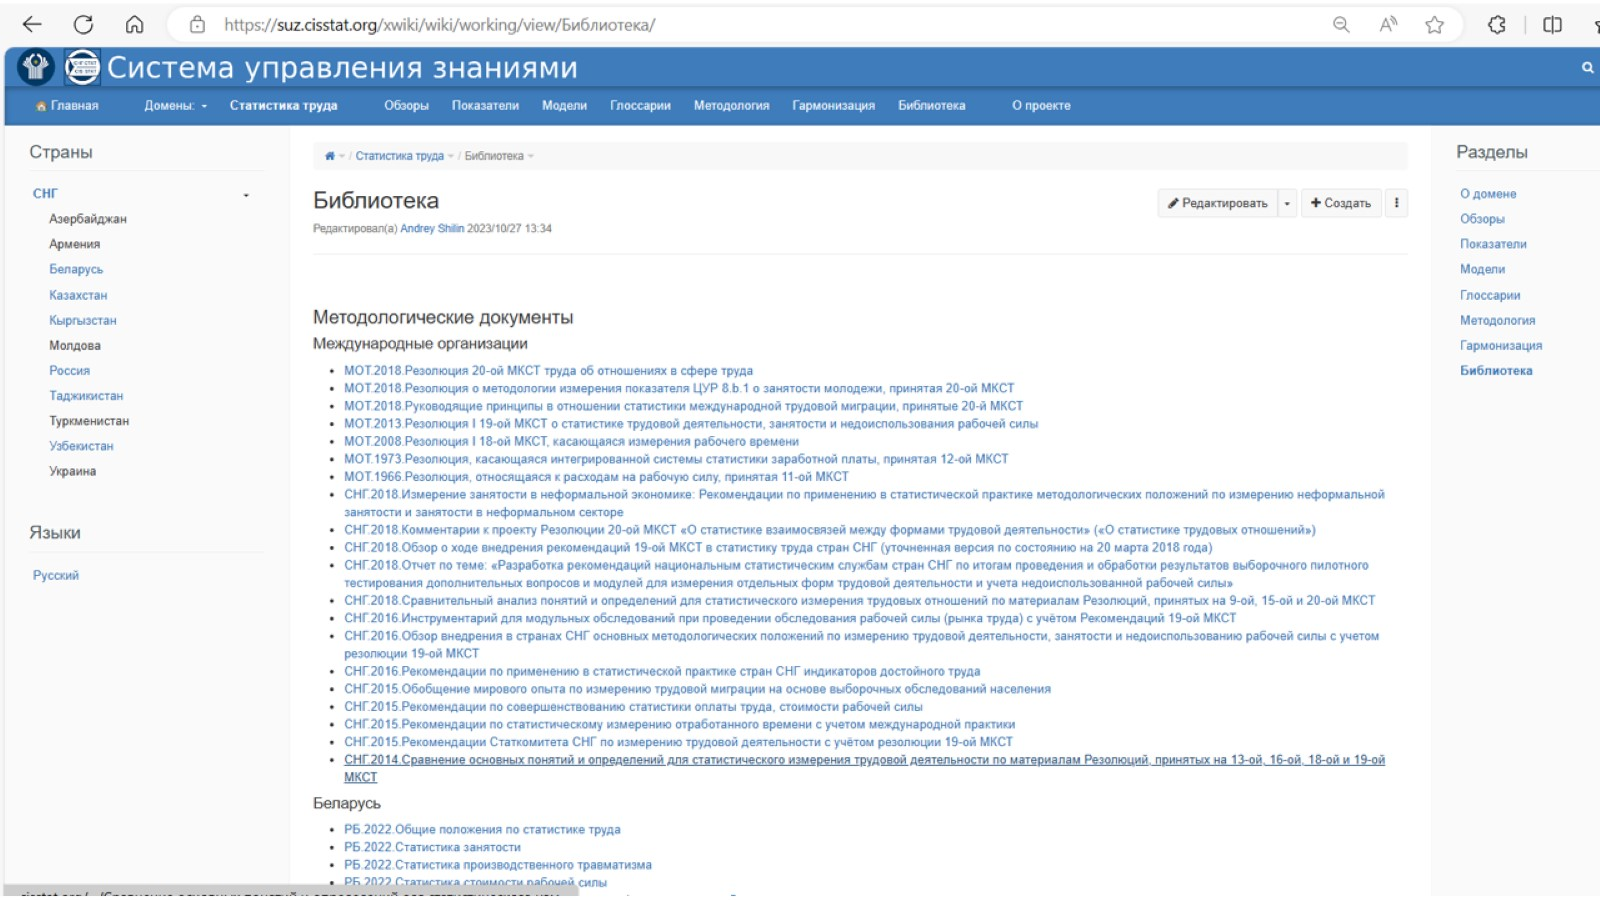 https://suz.cisstat.org/xwiki/wiki/working/view/Библиотека/
Система управления знаниями
Главная
Домены:
Статистика труда
Обзоры
Показатели
Модели
Глоссарии
Методология
Гармонизация
Библиотека
О проекте
Страны
СНГ
Азербайджан
Армения
Беларусь
Казахстан
Кыргызстан
Молдова
Россия
Таджикистан
Туркменистан
Узбекистан
Украина
Языки
Русский
/ Статистика труда / Библиотека
Библиотека
Редактировать
+ Создать
Редактировал(а) Andrey Shilin 2023/10/27 13:34
Методологические документы
Международные организации
• МОТ.2018.Резолюция 20-ой МКСТ труда об отношениях в сфере труда
• МОТ.2018.Резолюция о методологии измерения показателя ЦУР 8.b.1 о занятости молодежи, принятая 20-ой МКСТ
• МОТ.2018.Руководящие принципы в отношении статистики международной трудовой миграции, принятые 20-й МКСТ
• МОТ.2013.Резолюция I 19-ой МКСТ о статистике трудовой деятельности, занятости и недоиспользования рабочей силы
• МОТ.2008.Резолюция I 18-ой МКСТ, касающаяся измерения рабочего времени
• МОТ.1973.Резолюция, касающаяся интегрированной системы статистики заработной платы, принятая 12-ой МКСТ
• МОТ.1966.Резолюция, относящаяся к расходам на рабочую силу, принятая 11-ой МКСТ
• СНГ.2018.Измерение занятости в неформальной экономике: Рекомендации по применению в статистической практике методологических положений по измерению неформальной
занятости и занятости в неформальном секторе
• СНГ.2018.Комментарии к проекту Резолюции 20-ой МКСТ «О статистике взаимосвязей между формами трудовой деятельности» («О статистике трудовых отношений»)
• СНГ.2018.Обзор о ходе внедрения рекомендаций 19-ой МКСТ в статистику труда стран СНГ (уточненная версия по состоянию на 20 марта 2018 года)
• СНГ.2018.Отчет по теме: «Разработка рекомендаций национальным статистическим службам стран СНГ по итогам проведения и обработки результатов выборочного пилотного
тестирования дополнительных вопросов и модулей для измерения отдельных форм трудовой деятельности и учета недоиспользованной рабочей силы»
• СНГ.2018.Сравнительный анализ понятий и определений для статистического измерения трудовых отношений по материалам Резолюций, принятых на 9-ой, 15-ой и 20-ой МКСТ
• СНГ.2016.Инструментарий для модульных обследований при проведении обследования рабочей силы (рынка труда) с учётом Рекомендаций 19-ой МКСТ
• СНГ.2016.Обзор внедрения в странах СНГ основных методологических положений по измерению трудовой деятельности, занятости и недоиспользованию рабочей силы с учетом
резолюции 19-ой МКСТ
• СНГ.2016.Рекомендации по применению в статистической практике стран СНГ индикаторов достойного труда
• СНГ.2015.Обобщение мирового опыта по измерению трудовой миграции на основе выборочных обследований населения
• СНГ.2015.Рекомендации по совершенствованию статистики оплаты труда, стоимости рабочей силы
• СНГ.2015.Рекомендации по статистическому измерению отработанного времени с учетом международной практики
• СНГ.2015.Рекомендации Статкомитета СНГ по измерению трудовой деятельности с учётом резолюции 19-ой МКСТ
• СНГ.2014.Сравнение основных понятий и определений для статистического измерения трудовой деятельности по материалам Резолюций, принятых на 13-ой, 16-ой, 18-ой и 19-ой
МКСТ
Беларусь
• РБ.2022.Общие положения по статистике труда
• РБ.2022.Статистика занятости
• РБ.2022.Статистика производственного травматизма
• РБ.2022.Статистика стоимости рабочей силы
Разделы
О домене
Обзоры
Показатели
Модели
Глоссарии
Методология
Гармонизация
Библиотека